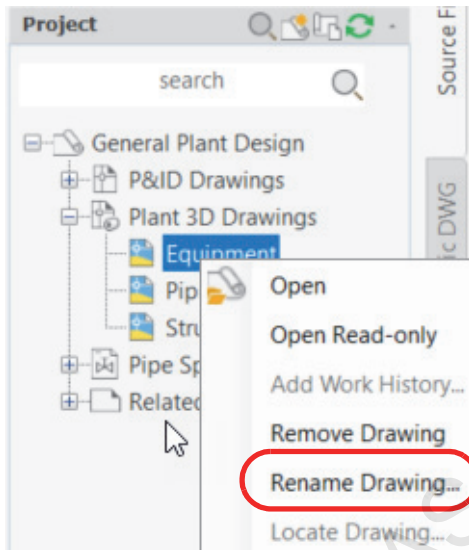 Project
Source Fi
search
General Plant Design
P&ID Drawings
Plant 3D Drawings
Equipment
Pip
Open
Stru
Open Read-only
Pipe Sp
Add Work History...
Related
Remove Drawing
Rename Drawing...
Locate Drawing...
ic DWG